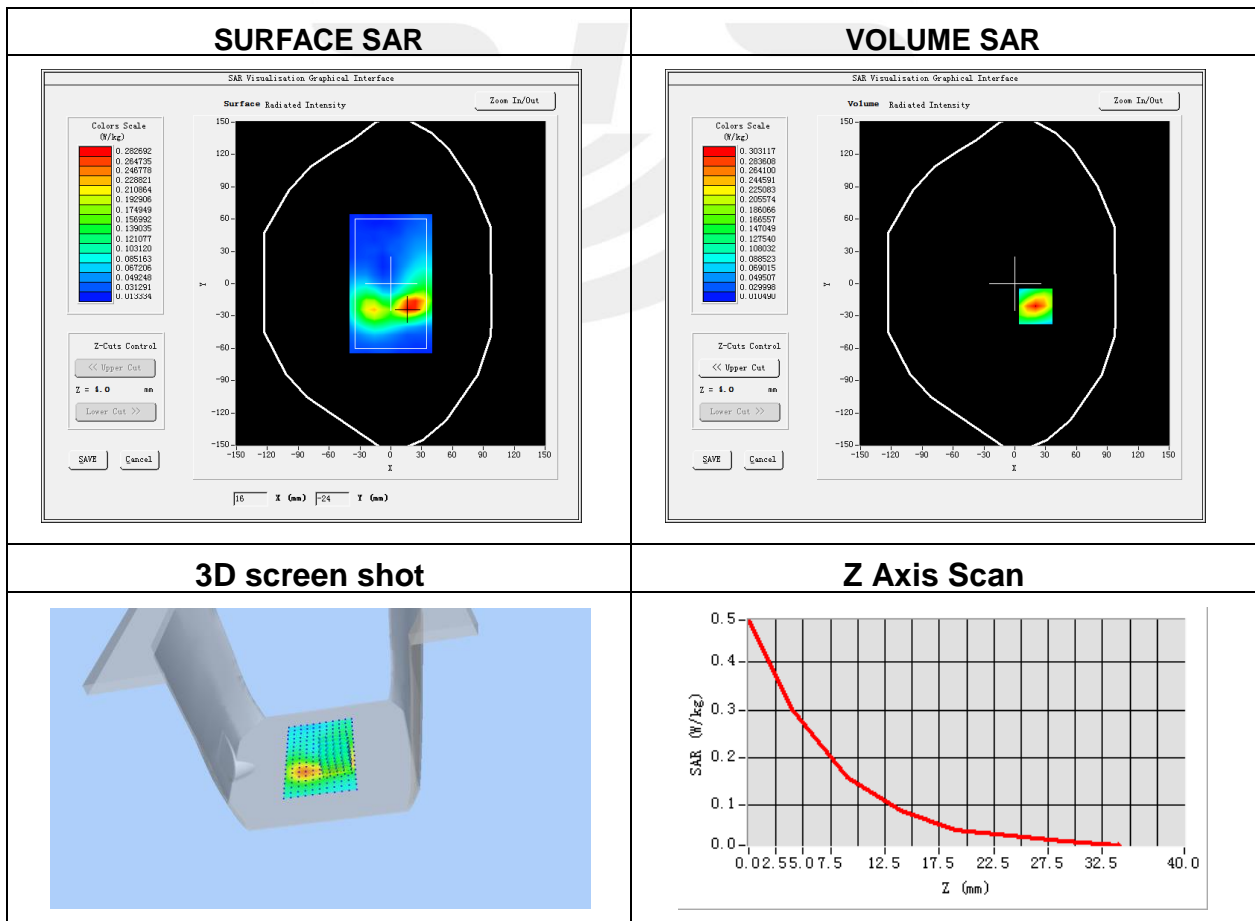 SURFACE SAR
VOLUME SAR
SAR Visualisation Graphical Interface
Surface Radiated Intensity
Zoom In/Out
Colors Scale
(W/kg)
0.282692
0.264735
0.246778
0.228821
0.210864
0.192906
0.174949
0.156992
0.139035
0.121077
0.103120
0.085163
0.067206
0.049248
0.031291
0.013334
Z-Cuts Control
<< Upper Cut
Z = 4.0 mm
Lower Cut >>
SAVE Cancel
150
120
90
60
30
0
-30
-60
-90
-120
-150
Y
-150 -120 -90 -60 -30 0 30 60 90 120 150
X
16 X (mm) -24 Y (mm)
SAR Visualisation Graphical Interface
Volume Radiated Intensity
Zoom In/Out
Colors Scale
(W/kg)
0.303117
0.283608
0.264100
0.244591
0.225083
0.205574
0.186066
0.166557
0.147049
0.127540
0.108032
0.088523
0.069015
0.049507
0.029998
0.010490
Z-Cuts Control
<< Upper Cut
Z = 4.0 mm
Lower Cut >>
SAVE Cancel
150
120
90
60
30
0
-30
-60
-90
-120
-150
Y
-150 -120 -90 -60 -30 0 30 60 90 120 150
X
3D screen shot
Z Axis Scan
0.5
0.4
0.3
0.2
0.1
0.0
SAR (W/kg)
0.0 2.5 5.0 7.5 12.5 17.5 22.5 27.5 32.5 40.0
Z (mm)